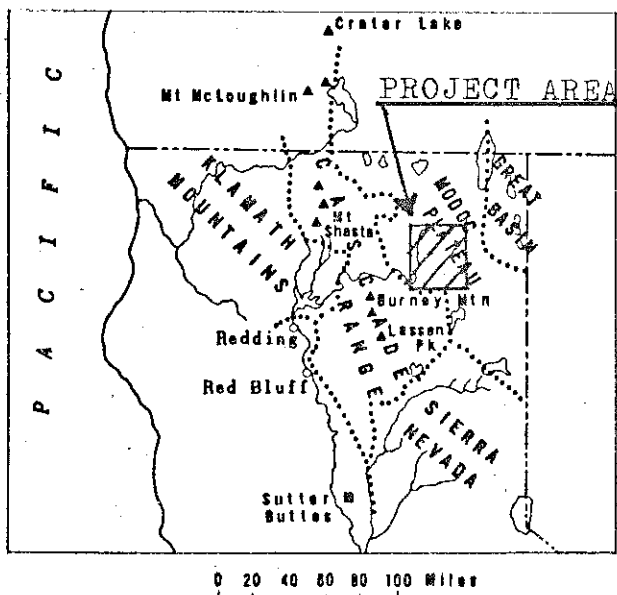 Crater Lake
Mt McLoughlin
PROJECT AREA
PACIFIC
KLAMATH
MOUNTAINS
CASCADE
RANGE
Mt
Shasta
MODOC
PLATEAU
GREAT
BASIN
Burney Mtn
Lassen
Pk
Redding
Red Bluff
SIERRA
NEVADA
Sutter
Buttes
0 20 40 60 80 100 Miles